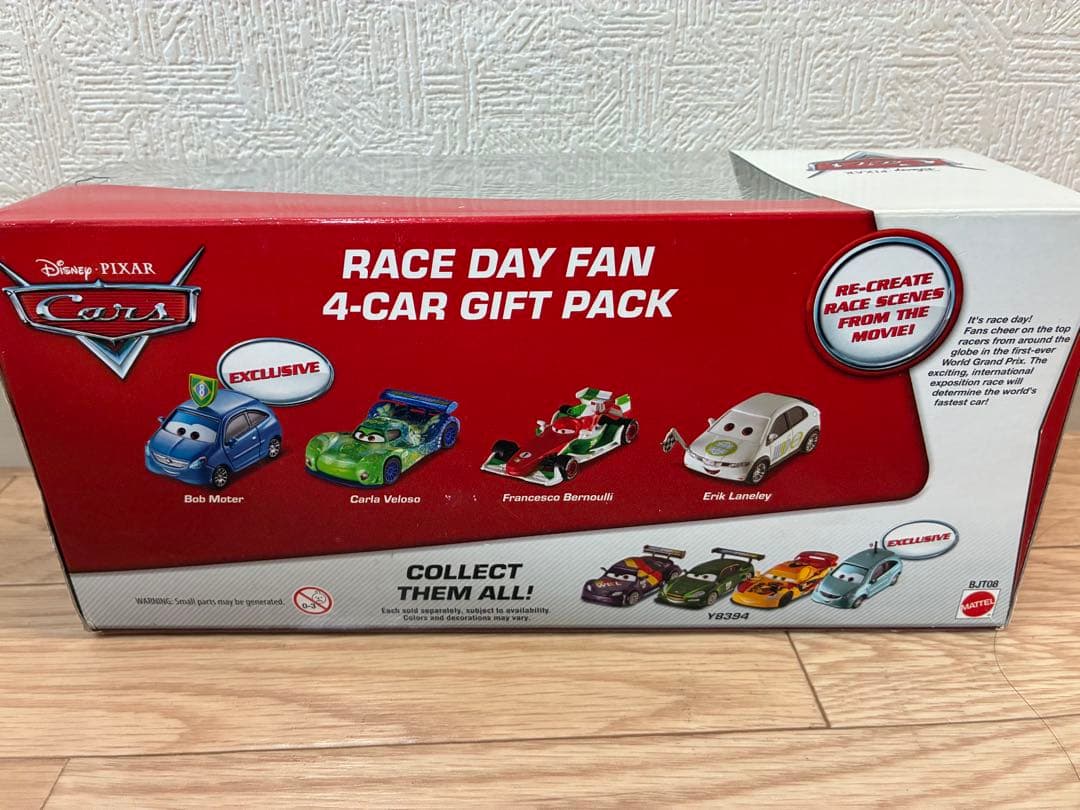 Disney·PIXAR
Cars
RACE DAY FAN
4-CAR GIFT PACK
RE-CREATE
RACE SCENES
FROM THE
MOVIE!
It's race day!
Fans cheer on the top
racers from around the
globe in the first-ever
World Grand Prix. The
exciting, international
exposition race will
determine the world's
fastest car!
EXCLUSIVE
8
Bob Moter
Carla Veloso
Francesco Bernoulli
Erik Laneley
COLLECT
THEM ALL!
Each sold separately, subject to availability.
Colors and decorations may vary.
WARNING: Small parts may be generated.
0-3
EXCLUSIVE
Y8394
BJT08
MATTEL